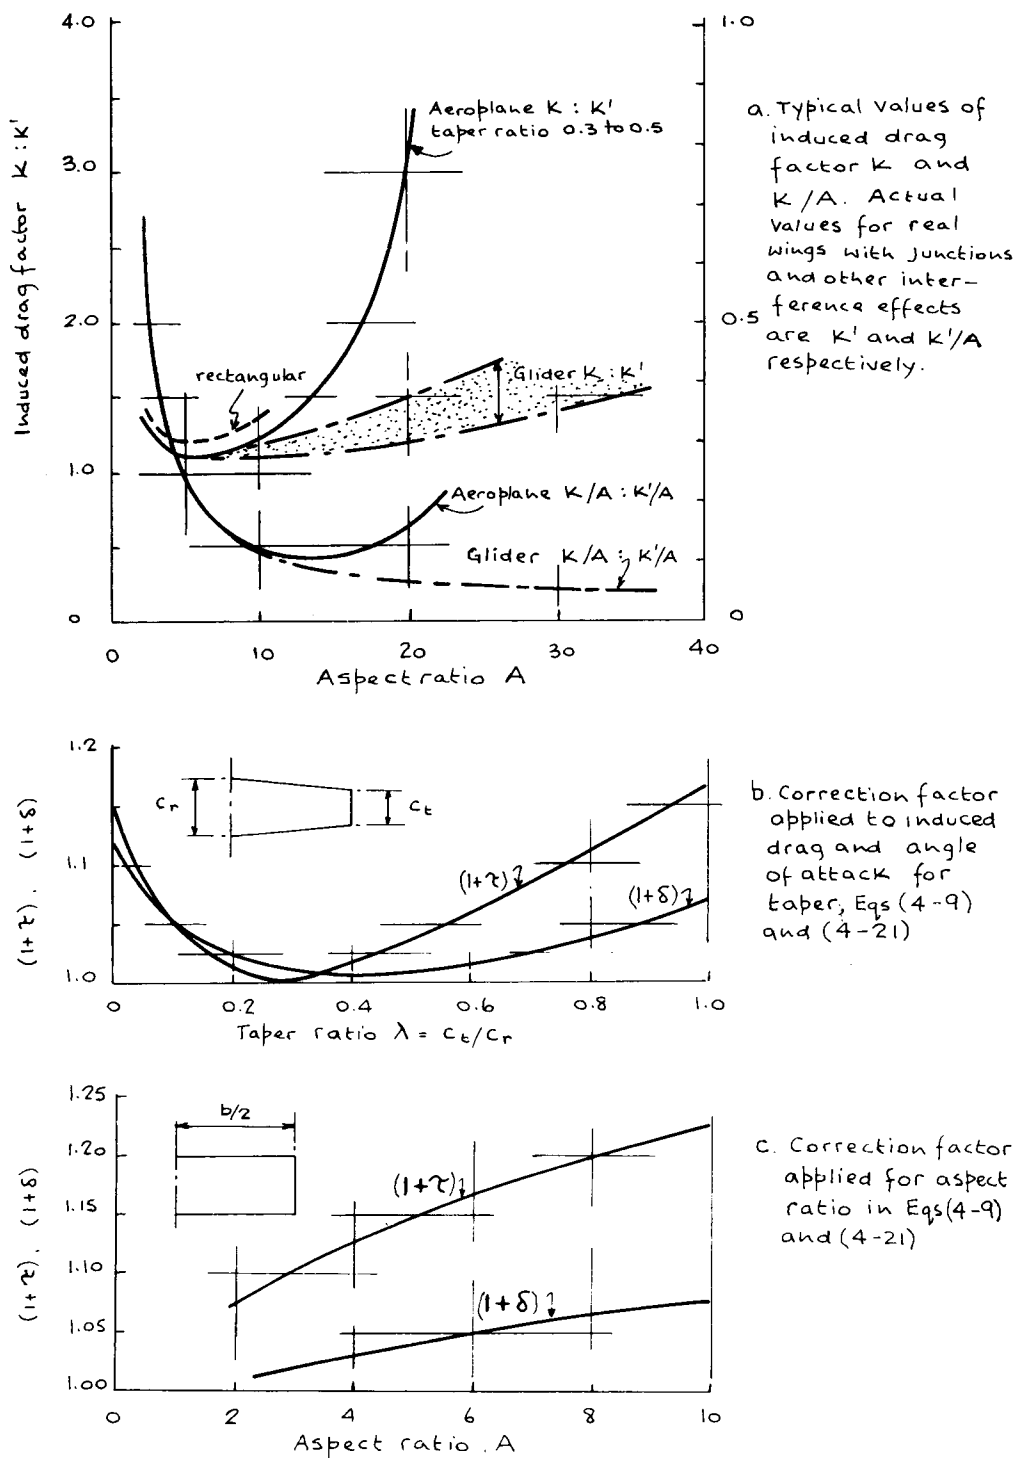 4.0
1.0
Aeroplane K : K'
taper ratio 0.3 to 0.5
3.0
Induced drag factor K : K'
2.0
0.5
rectangular
Glider K : K'
1.0
Aeroplane K/A : K'/A
Glider K/A : K'/A
0
0
0
10
20
30
40
Aspect ratio A
a. Typical values of
induced drag
factor K and
K/A. Actual
values for real
wings with junctions
and other inter-
ference effects
are K' and K'/A
respectively.
1.2
1.1
1.0
(1+τ). (1+δ)
Cr
Ct
(1+τ)
(1+δ)
0
0.2
0.4
0.6
0.8
1.0
Taper ratio λ = Ct/Cr
b. Correction factor
applied to induced
drag and angle
of attack for
taper, Eqs (4-9)
and (4-21)
1.25
1.20
1.15
1.10
1.05
1.00
(1+τ). (1+δ)
b/2
(1+τ)
(1+δ)
0
2
4
6
8
10
Aspect ratio . A
c. Correction factor
applied for aspect
ratio in Eqs(4-9)
and (4-21)